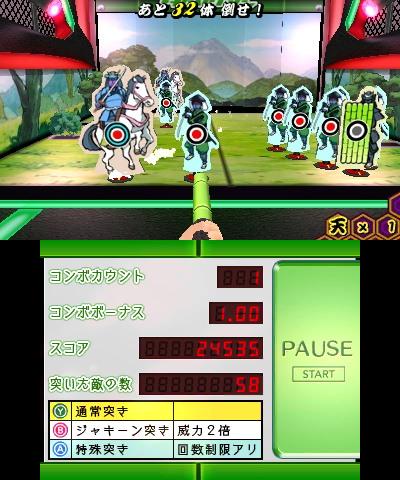 あと32体 倒せ!
天×1
コンボカウント 1
コンボボーナス 1.00
スコア 24535
突いた敵の数 58
PAUSE
START
Y 通常突き
B ジャキーン突き 威力2倍
A 特殊突き 回数制限アリ